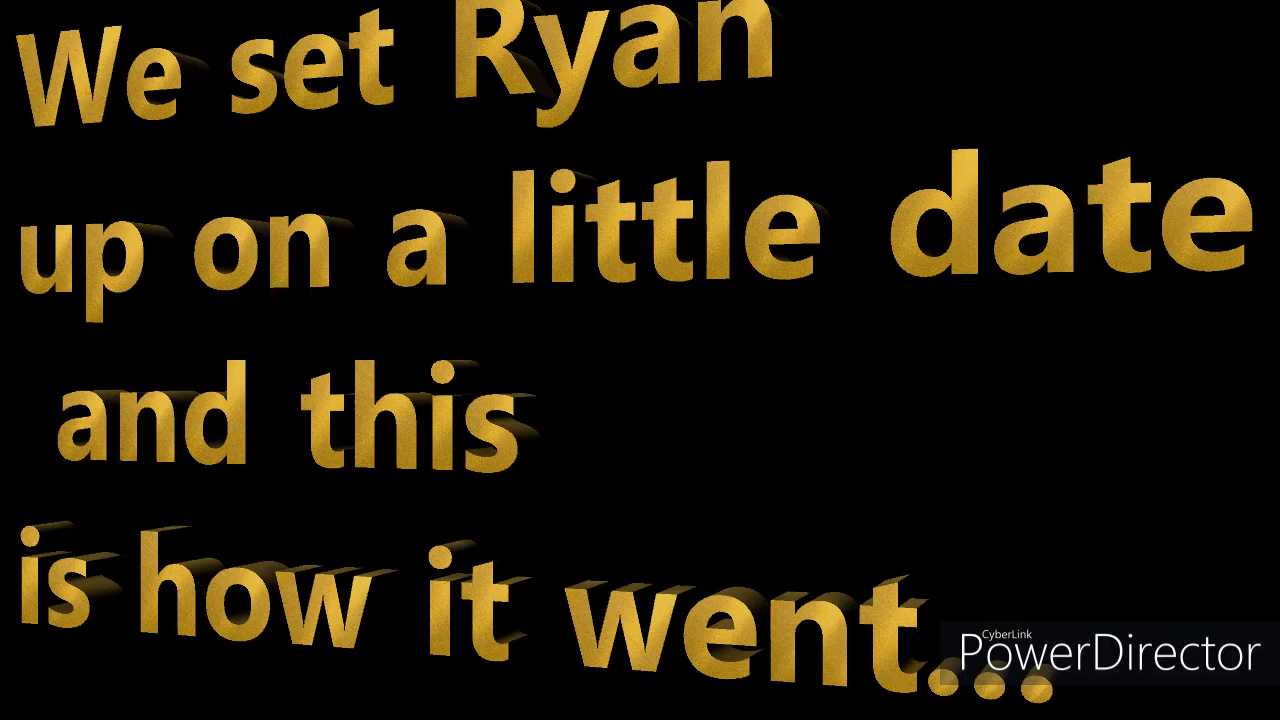 We set Ryan
up on a little date
and this
is how it went...
CyberLink
PowerDirector